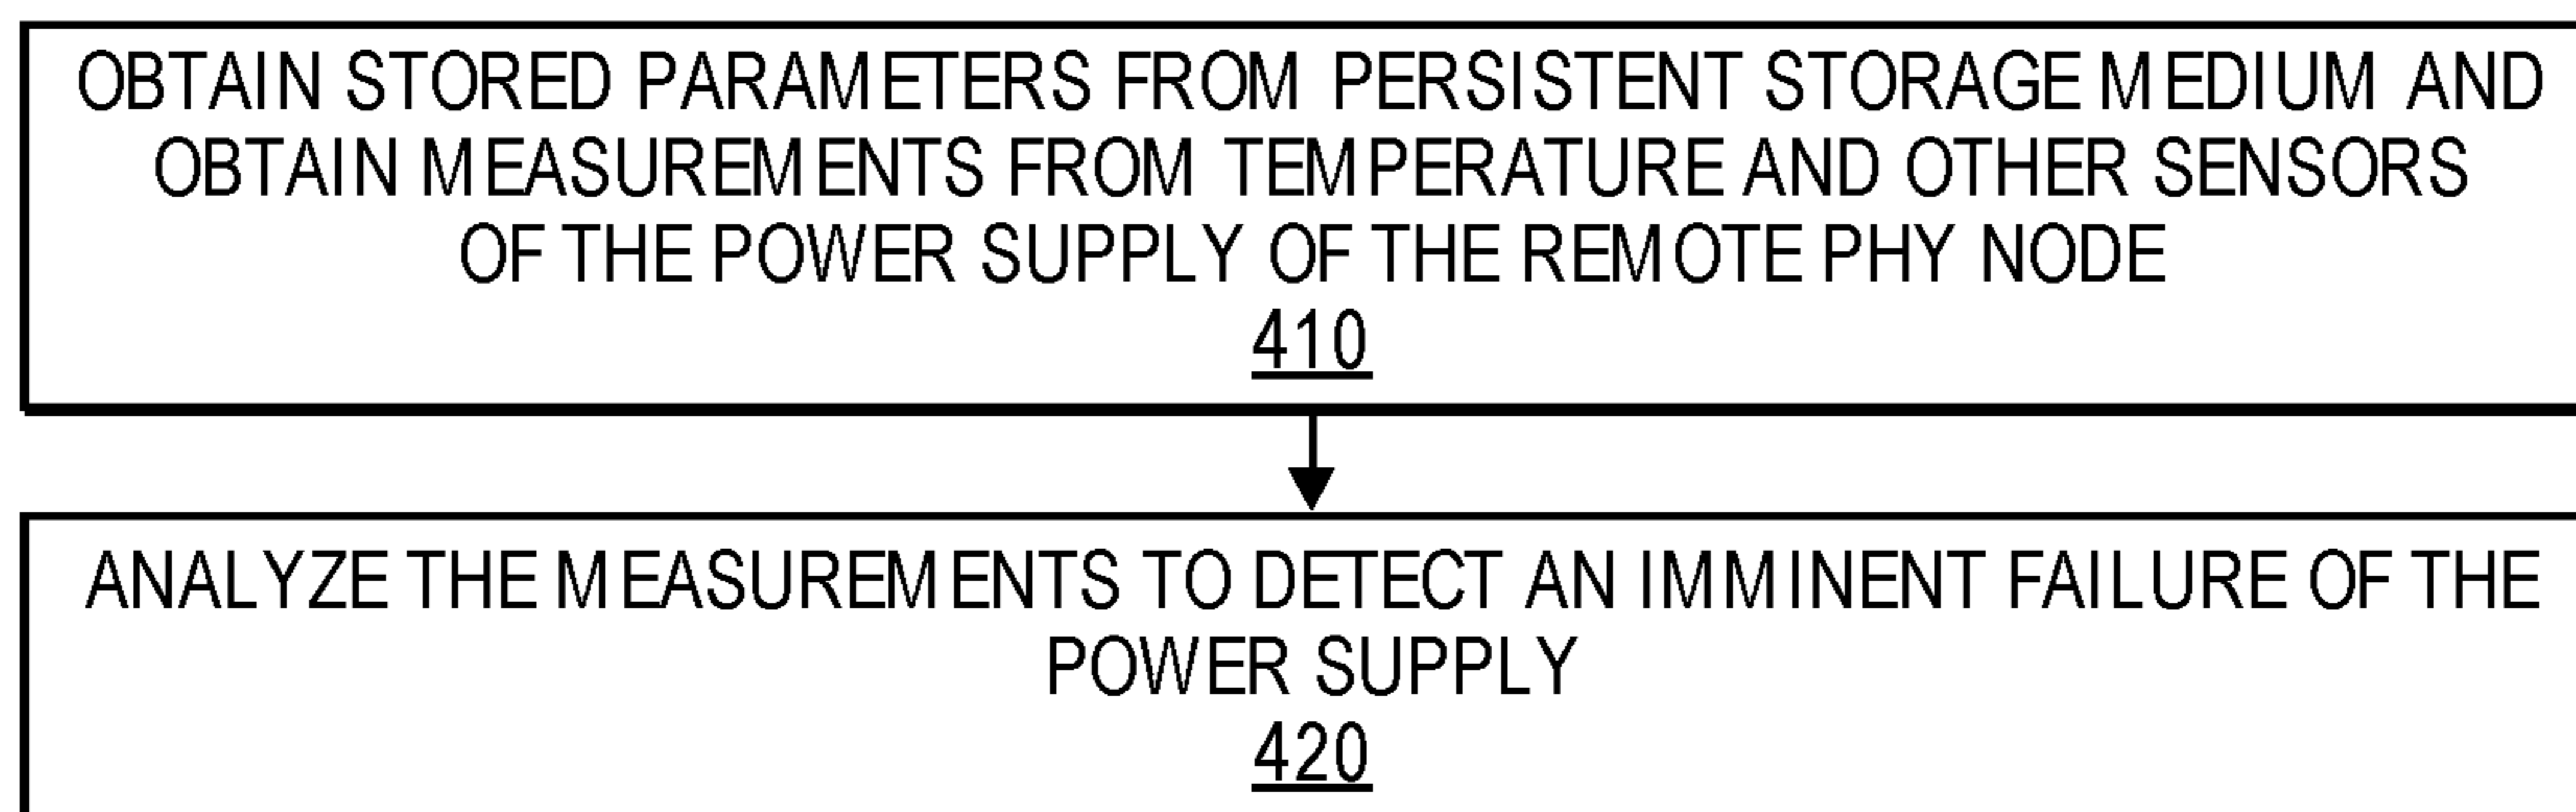 OBTAIN STORED PARAMETERS FROM PERSISTENT STORAGE MEDIUM AND
OBTAIN MEASUREMENTS FROM TEMPERATURE AND OTHER SENSORS
OF THE POWER SUPPLY OF THE REMOTE PHY NODE
410
ANALYZE THE MEASUREMENTS TO DETECT AN IMMINENT FAILURE OF THE
POWER SUPPLY
420